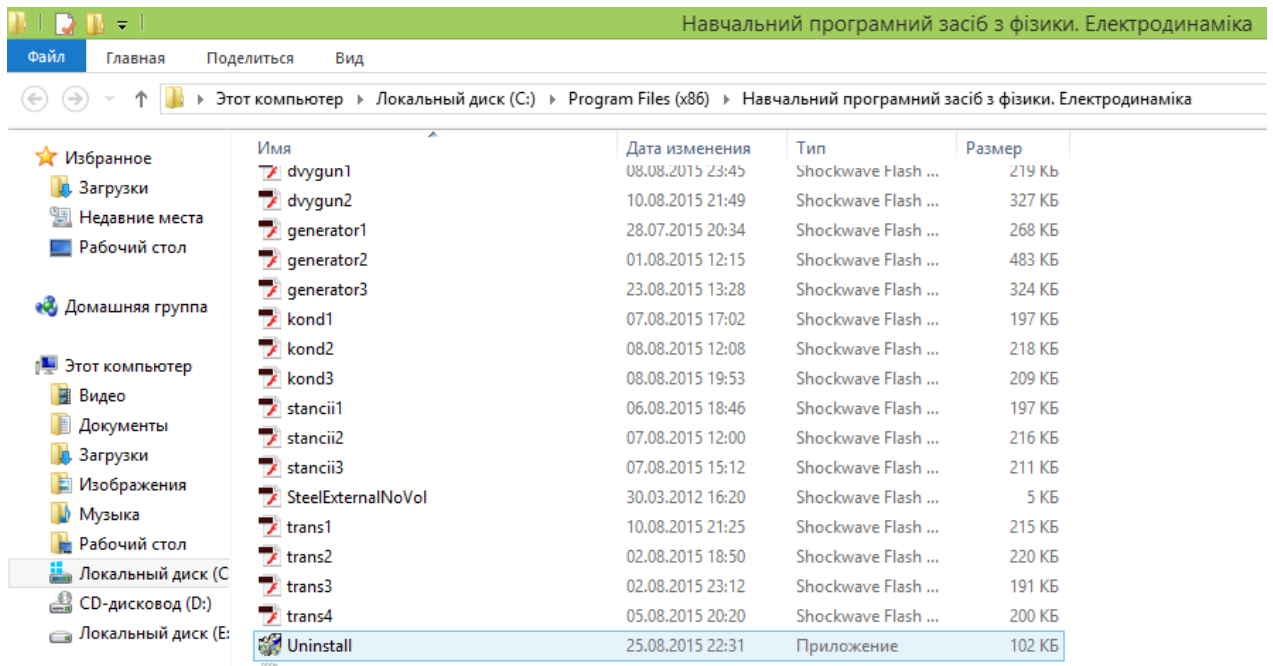 Навчальний програмний засіб з фізики. Електродинаміка
Файл Главная Поделиться Вид
Этот компьютер Локальный диск (C:) Program Files (x86) Навчальний програмний засіб з фізики. Електродинаміка
Избранное
Загрузки
Недавние места
Рабочий стол
Домашняя группа
Этот компьютер
Видео
Документы
Загрузки
Изображения
Музыка
Рабочий стол
Локальный диск (C
CD-дисковод (D:)
Локальный диск (E:
Имя Дата изменения Тип Размер
dvygun1 08.08.2015 23:45 Shockwave Flash ... 219 КБ
dvygun2 10.08.2015 21:49 Shockwave Flash ... 327 КБ
generator1 28.07.2015 20:34 Shockwave Flash ... 268 КБ
generator2 01.08.2015 12:15 Shockwave Flash ... 483 КБ
generator3 23.08.2015 13:28 Shockwave Flash ... 324 КБ
kond1 07.08.2015 17:02 Shockwave Flash ... 197 КБ
kond2 08.08.2015 12:08 Shockwave Flash ... 218 КБ
kond3 08.08.2015 19:53 Shockwave Flash ... 209 КБ
stancii1 06.08.2015 18:46 Shockwave Flash ... 197 КБ
stancii2 07.08.2015 12:00 Shockwave Flash ... 216 КБ
stancii3 07.08.2015 15:12 Shockwave Flash ... 211 КБ
SteelExternalNoVol 30.03.2012 16:20 Shockwave Flash ... 5 КБ
trans1 10.08.2015 21:25 Shockwave Flash ... 215 КБ
trans2 02.08.2015 18:50 Shockwave Flash ... 220 КБ
trans3 02.08.2015 23:12 Shockwave Flash ... 191 КБ
trans4 05.08.2015 20:20 Shockwave Flash ... 200 КБ
Uninstall 25.08.2015 22:31 Приложение 102 КБ